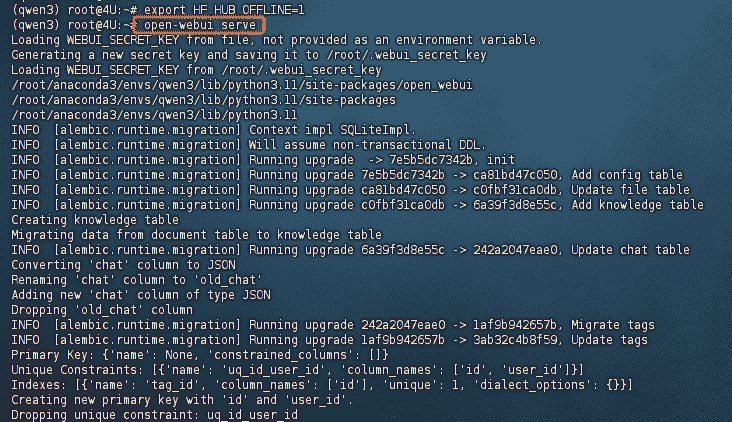 (qwen3) root@4U:~# export HF_HUB_OFFLINE=1
(qwen3) root@4U:~# open-webui serve
Loading WEBUI_SECRET_KEY from file, not provided as an environment variable.
Generating a new secret key and saving it to /root/.webui_secret_key
Loading WEBUI_SECRET_KEY from /root/.webui_secret_key
/root/anaconda3/envs/qwen3/lib/python3.11/site-packages/open_webui
/root/anaconda3/envs/qwen3/lib/python3.11/site-packages
/root/anaconda3/envs/qwen3/lib/python3.11
INFO  [alembic.runtime.migration] Context impl SQLiteImpl.
INFO  [alembic.runtime.migration] Will assume non-transactional DDL.
INFO  [alembic.runtime.migration] Running upgrade  -> 7e5b5dc7342b, init
INFO  [alembic.runtime.migration] Running upgrade 7e5b5dc7342b -> ca81bd47c050, Add config table
INFO  [alembic.runtime.migration] Running upgrade ca81bd47c050 -> c0fbf31ca0db, Update file table
INFO  [alembic.runtime.migration] Running upgrade c0fbf31ca0db -> 6a39f3d8e55c, Add knowledge table
Creating knowledge table
Migrating data from document table to knowledge table
INFO  [alembic.runtime.migration] Running upgrade 6a39f3d8e55c -> 242a2047eae0, Update chat table
Converting 'chat' column to JSON
Renaming 'chat' column to 'old_chat'
Adding new 'chat' column of type JSON
Dropping 'old_chat' column
INFO  [alembic.runtime.migration] Running upgrade 242a2047eae0 -> 1af9b942657b, Migrate tags
INFO  [alembic.runtime.migration] Running upgrade 1af9b942657b -> 3ab32c4b8f59, Update tags
Primary Key: {'name': None, 'constrained_columns': []}
Unique Constraints: [{'name': 'uq_id_user_id', 'column_names': ['id', 'user_id']}]
Indexes: [{'name': 'tag_id', 'column_names': ['id'], 'unique': 1, 'dialect_options': {}}]
Creating new primary key with 'id' and 'user_id'.
Dropping unique constraint: uq_id_user_id